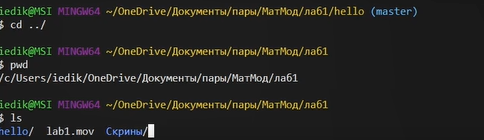 iedik@MSI MINGW64 ~/OneDrive/Документы/пары/МатМод/лаб1/hello (master)
$ cd ../
iedik@MSI MINGW64 ~/OneDrive/Документы/пары/МатМод/лаб1
$ pwd
/c/Users/iedik/OneDrive/Документы/пары/МатМод/лаб1
iedik@MSI MINGW64 ~/OneDrive/Документы/пары/МатМод/лаб1
$ ls
hello/ lab1.mov Скрины/